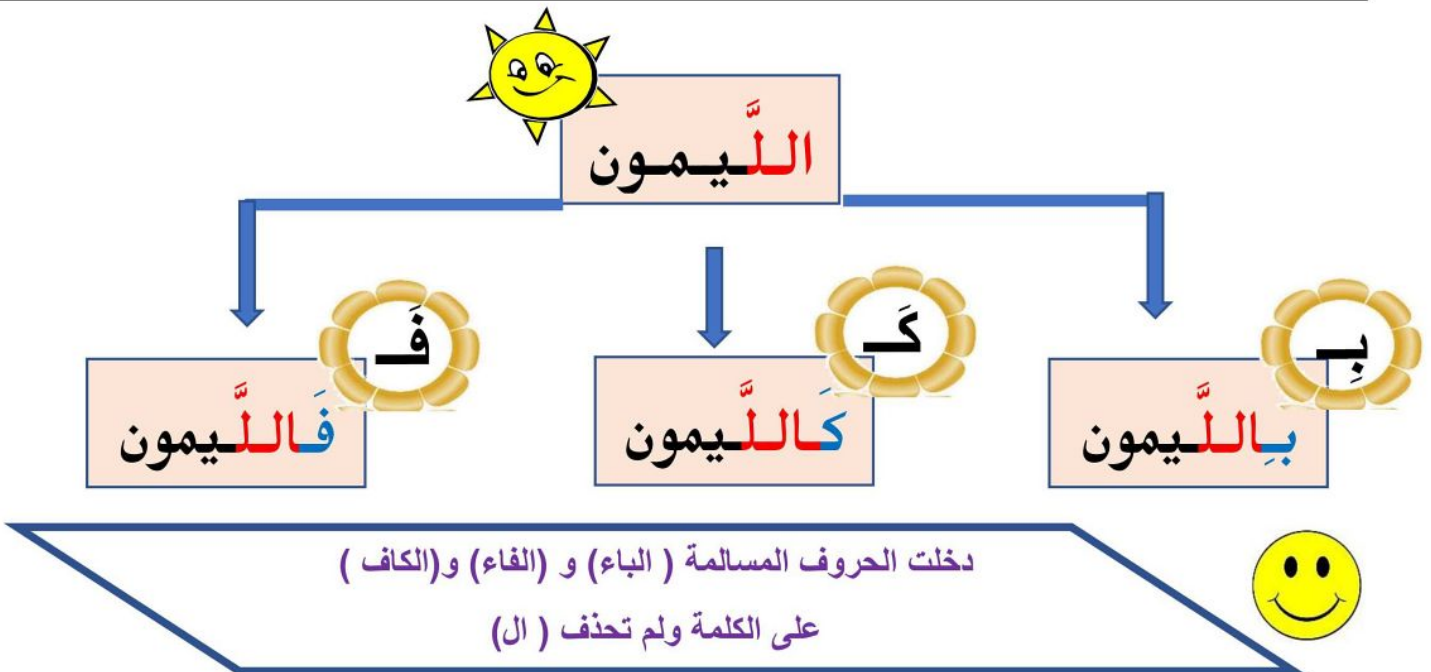 اللَّيمون
بِـ
كَـ
فَـ
بِاللَّيمون
كَاللَّيمون
فَاللَّيمون
دخلت الحروف المسالمة ( الباء) و (الفاء) و(الكاف )
على الكلمة ولم تحذف ( ال)